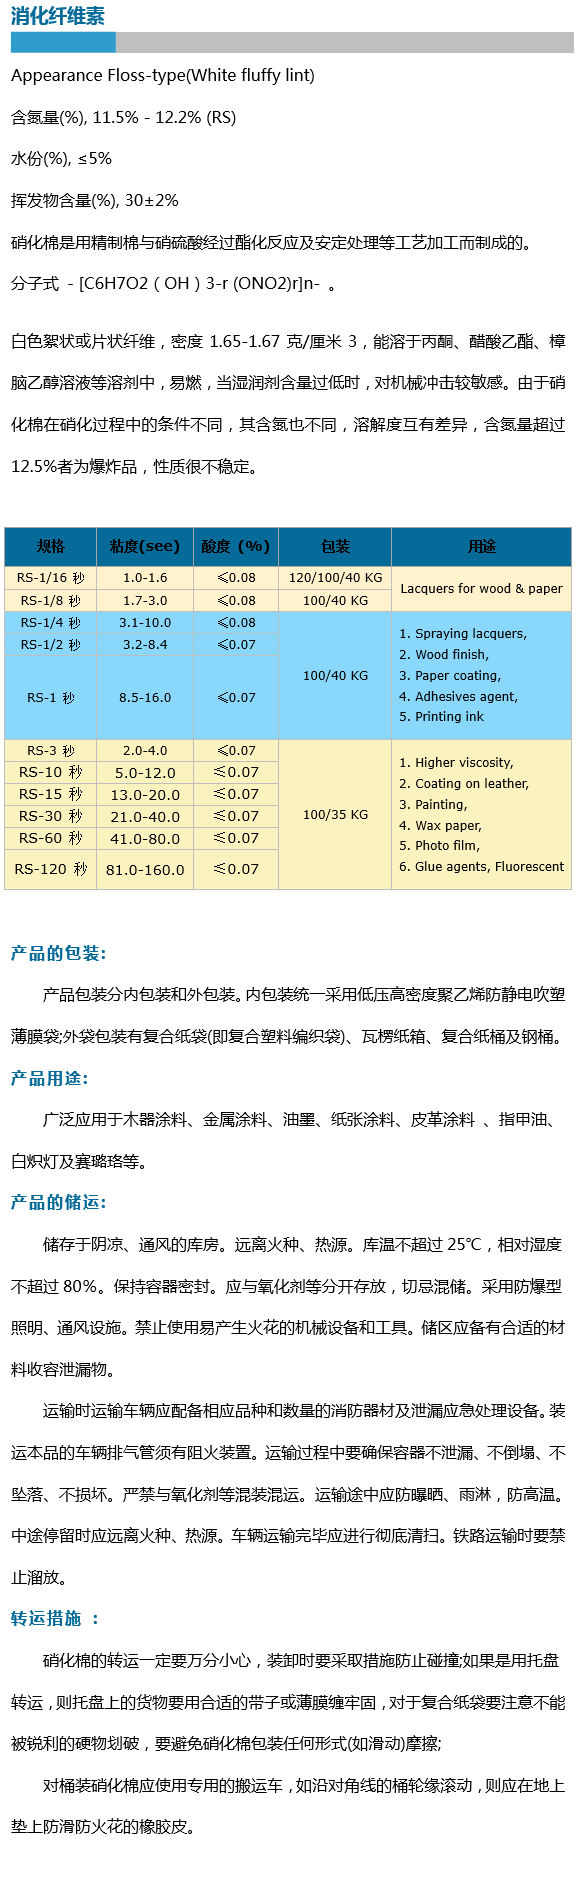 消化纤维素
Appearance Floss-type(White fluffy lint)
含氮量(%), 11.5% - 12.2% (RS)
水份(%), ≤5%
挥发物含量(%), 30±2%
硝化棉是用精制棉与硝硫酸经过酯化反应及安定处理等工艺加工而制成的。
分子式 - [C6H7O2 ( OH ) 3-r (ONO2)r]n- 。
白色絮状或片状纤维，密度 1.65-1.67 克/厘米 3，能溶于丙酮、醋酸乙酯、樟
脑乙醇溶液等溶剂中，易燃，当湿润剂含量过低时，对机械冲击较敏感。由于硝
化棉在硝化过程中的条件不同，其含氮也不同，溶解度互有差异，含氮量超过
12.5%者为爆炸品，性质很不稳定。
规格 粘度(see) 酸度 (%) 包装 用途
RS-1/16 秒 1.0-1.6 ≤0.08 120/100/40 KG Lacquers for wood & paper
RS-1/8 秒 1.7-3.0 ≤0.08 100/40 KG
RS-1/4 秒 3.1-10.0 ≤0.08
RS-1/2 秒 3.2-8.4 ≤0.07
RS-1 秒 8.5-16.0 ≤0.07
100/40 KG
1. Spraying lacquers,
2. Wood finish,
3. Paper coating,
4. Adhesives agent,
5. Printing ink
RS-3 秒 2.0-4.0 ≤0.07
RS-10 秒 5.0-12.0 ≤0.07
RS-15 秒 13.0-20.0 ≤0.07
RS-30 秒 21.0-40.0 ≤0.07
RS-60 秒 41.0-80.0 ≤0.07
RS-120 秒 81.0-160.0 ≤0.07
100/35 KG
1. Higher viscosity,
2. Coating on leather,
3. Painting,
4. Wax paper,
5. Photo film,
6. Glue agents, Fluorescent
产品的包装:
产品包装分内包装和外包装。内包装统一采用低压高密度聚乙烯防静电吹塑
薄膜袋;外袋包装有复合纸袋(即复合塑料编织袋)、瓦楞纸箱、复合纸桶及钢桶。
产品用途:
广泛应用于木器涂料、金属涂料、油墨、纸张涂料、皮革涂料 、指甲油、
白炽灯及赛璐珞等。
产品的储运:
储存于阴凉、通风的库房。远离火种、热源。库温不超过 25℃，相对湿度
不超过 80%。保持容器密封。应与氧化剂等分开存放，切忌混储。采用防爆型
照明、通风设施。禁止使用易产生火花的机械设备和工具。储区应备有合适的材
料收容泄漏物。
运输时运输车辆应配备相应品种和数量的消防器材及泄漏应急处理设备。装
运本品的车辆排气管须有阻火装置。运输过程中要确保容器不泄漏、不倒塌、不
坠落、不损坏。严禁与氧化剂等混装混运。运输途中应防曝晒、雨淋，防高温。
中途停留时应远离火种、热源。车辆运输完毕应进行彻底清扫。铁路运输时要禁
止溜放。
转运措施 :
硝化棉的转运一定要万分小心，装卸时要采取措施防止碰撞;如果是用托盘
转运，则托盘上的货物要用合适的带子或薄膜缠牢固，对于复合纸袋要注意不能
被锐利的硬物划破，要避免硝化棉包装任何形式(如滑动)摩擦;
对桶装硝化棉应使用专用的搬运车，如沿对角线的桶轮缘滚动，则应在地上
垫上防滑防火花的橡胶皮。